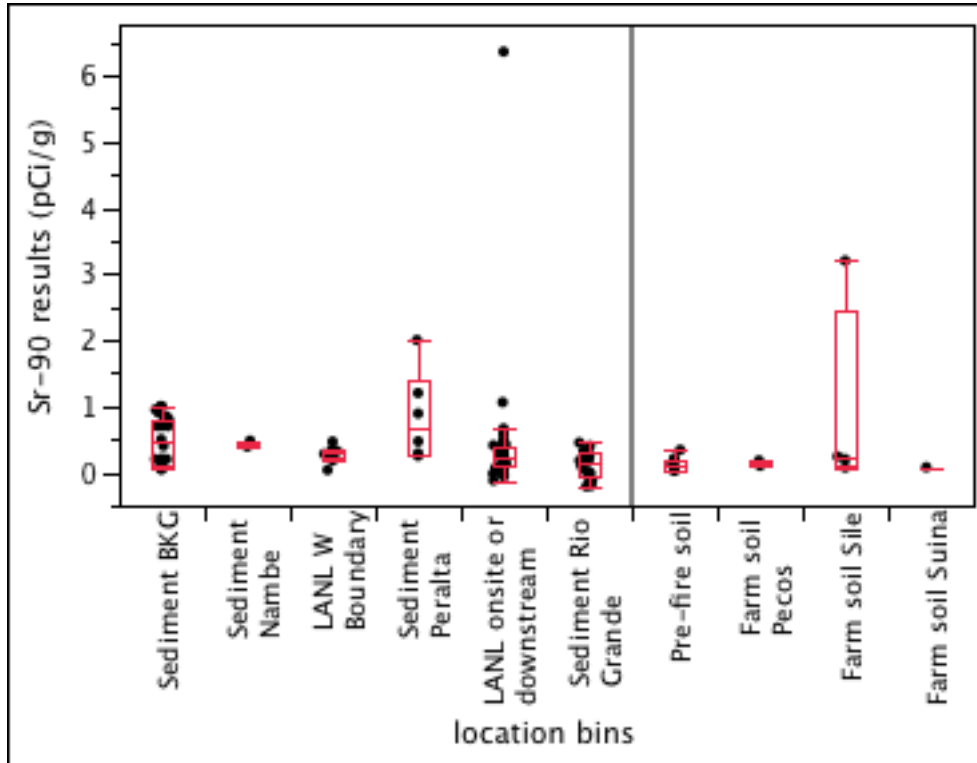 Sr-90 results (pCi/g)
6
5
4
3
2
1
0
Sediment BKG
Sediment
Nambe
LANL W
Boundary
Sediment
Peralta
LANL onsite or
downstream
Sediment Rio
Grande
Pre-fire soil
Farm soil
Pecos
Farm soil Sile
Farm soil Suina
location bins